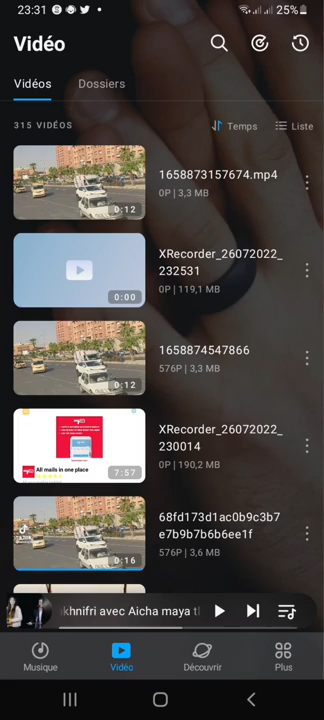 23:31
25%
Vidéo
Vidéos
Dossiers
315 VIDÉOS
Temps
Liste
1658873157674.mp4
0P | 3,3 MB
0:12
XRecorder_26072022_
232531
0P | 119,1 MB
0:00
1658874547866
576P | 3,3 MB
0:12
XRecorder_26072022_
230014
0P | 190,2 MB
All mails in one place
7:57
68fd173d1ac0b9c3b7
e7b9b7b6b6ee1f
576P | 3,6 MB
0:16
khnifri avec Aicha maya
Musique
Vidéo
Découvrir
Plus